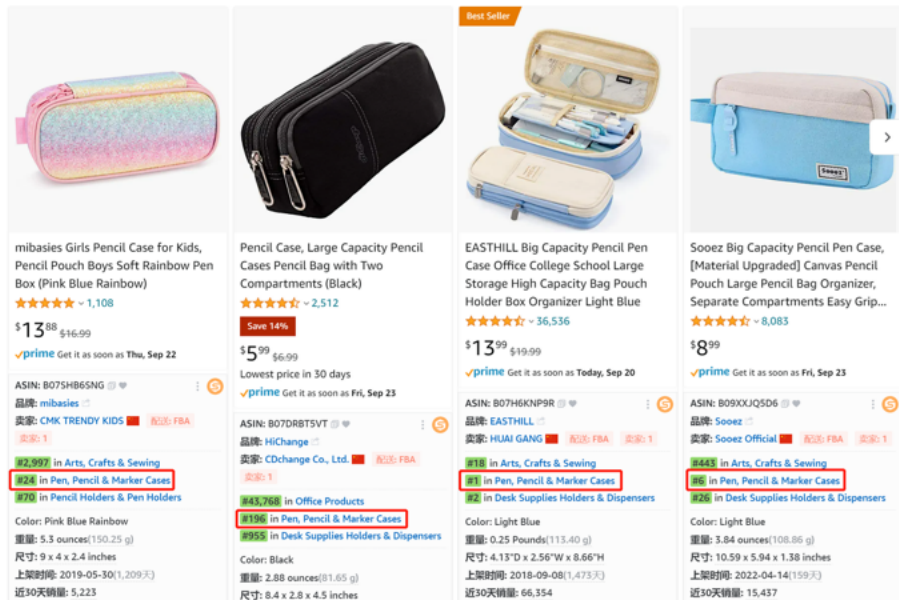 mibasies Girls Pencil Case for Kids,
Pencil Pouch Boys Soft Rainbow Pen
Box (Pink Blue Rainbow)
1,108
$13.88 $16.99
prime Get it as soon as Thu, Sep 22
ASIN: B07SHB6SNG
品牌: mibasies
卖家: CMK TRENDY KIDS 配送: FBA
卖家: 1
#2,997 in Arts, Crafts & Sewing
#24 in Pen, Pencil & Marker Cases
#70 in Pencil Holders & Pen Holders
Color: Pink Blue Rainbow
重量: 5.3 ounces(150.25 g)
尺寸: 9 x 4 x 2.4 inches
上架时间: 2019-05-30(1,209天)
近30天销量: 5,223
Pencil Case, Large Capacity Pencil
Cases Pencil Bag with Two
Compartments (Black)
2,512
Save 14%
$5.99 $6.99
Lowest price in 30 days
prime Get it as soon as Fri, Sep 23
ASIN: B07DRBT5VT
品牌: HiChange
卖家: CDchange Co., Ltd. 配送: FBA
卖家: 1
#43,768 in Office Products
#196 in Pen, Pencil & Marker Cases
#955 in Desk Supplies Holders & Dispensers
Color: Black
重量: 2.88 ounces(81.65 g)
尺寸: 8.4 x 2.8 x 4.5 inches
Best Seller
EASTHILL Big Capacity Pencil Pen
Case Office College School Large
Storage High Capacity Bag Pouch
Holder Box Organizer Light Blue
36,536
$13.99 $19.99
prime Get it as soon as Today, Sep 20
ASIN: B07H6KNP9R
品牌: EASTHILL
卖家: HUAI GANG 配送: FBA 卖家: 1
#18 in Arts, Crafts & Sewing
#1 in Pen, Pencil & Marker Cases
#2 in Desk Supplies Holders & Dispensers
Color: Light Blue
重量: 0.25 Pounds(113.40 g)
尺寸: 4.13"D x 2.56"W x 8.66"H
上架时间: 2018-09-08(1,473天)
近30天销量: 66,354
Sooez
Sooez Big Capacity Pencil Pen Case,
[Material Upgraded] Canvas Pencil
Pouch Large Pencil Bag Organizer,
Separate Compartments Easy Grip...
8,083
$8.99
prime Get it as soon as Fri, Sep 23
ASIN: B09XXJQ5D6
品牌: Sooez
卖家: Sooez Official 配送: FBA 卖家: 1
#443 in Arts, Crafts & Sewing
#6 in Pen, Pencil & Marker Cases
#26 in Desk Supplies Holders & Dispensers
Color: Light Blue
重量: 3.84 ounces(108.86 g)
尺寸: 10.59 x 5.94 x 1.38 inches
上架时间: 2022-04-14(159天)
近30天销量: 15,437